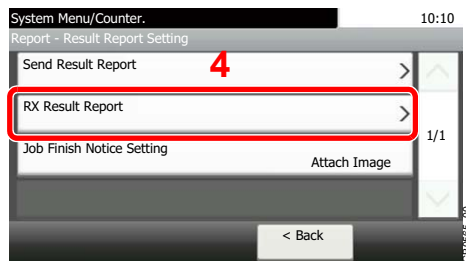 System Menu/Counter.
10:10
Report - Result Report Setting
Send Result Report
4
>
RX Result Report
>
1/1
Job Finish Notice Setting
Attach Image
< Back